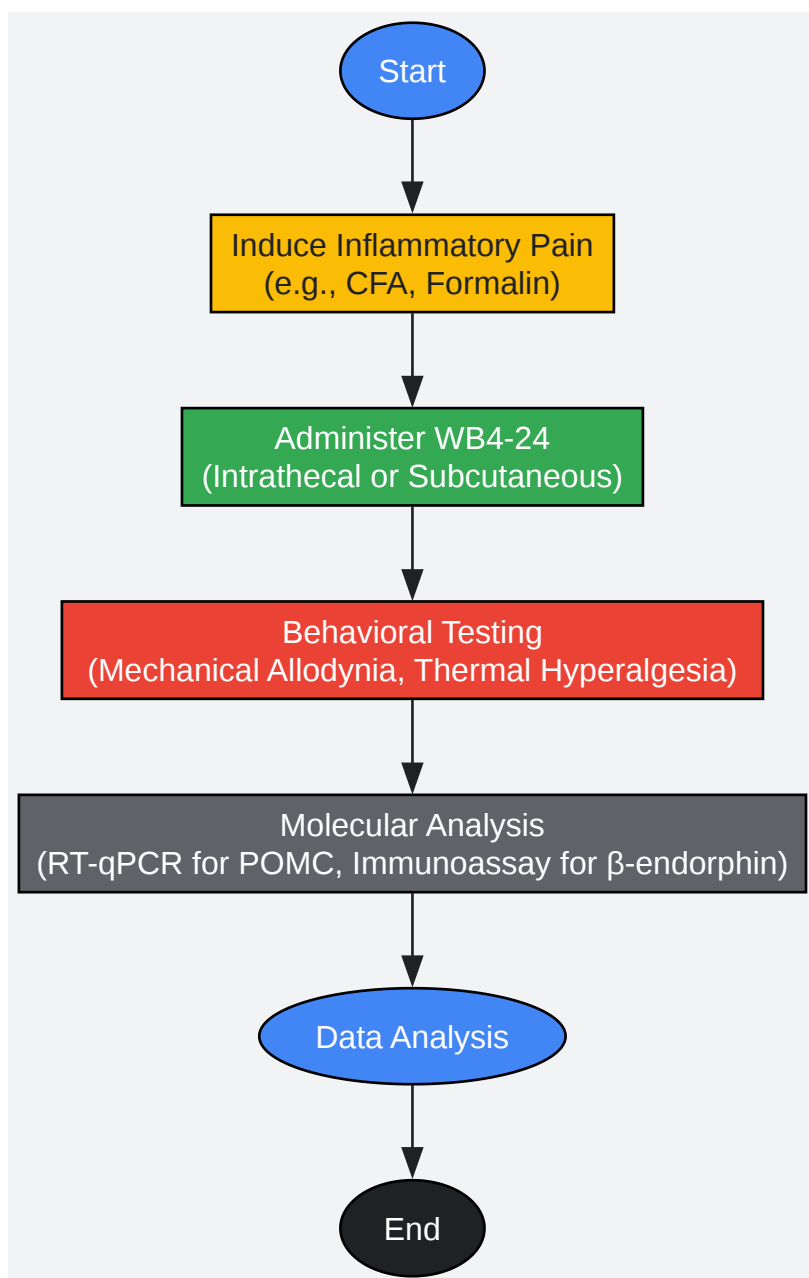 Start
Induce Inflammatory Pain
(e.g., CFA, Formalin)
Administer WB4-24
(Intrathecal or Subcutaneous)
Behavioral Testing
(Mechanical Allodynia, Thermal Hyperalgesia)
Molecular Analysis
(RT-qPCR for POMC, Immunoassay for β-endorphin)
Data Analysis
End